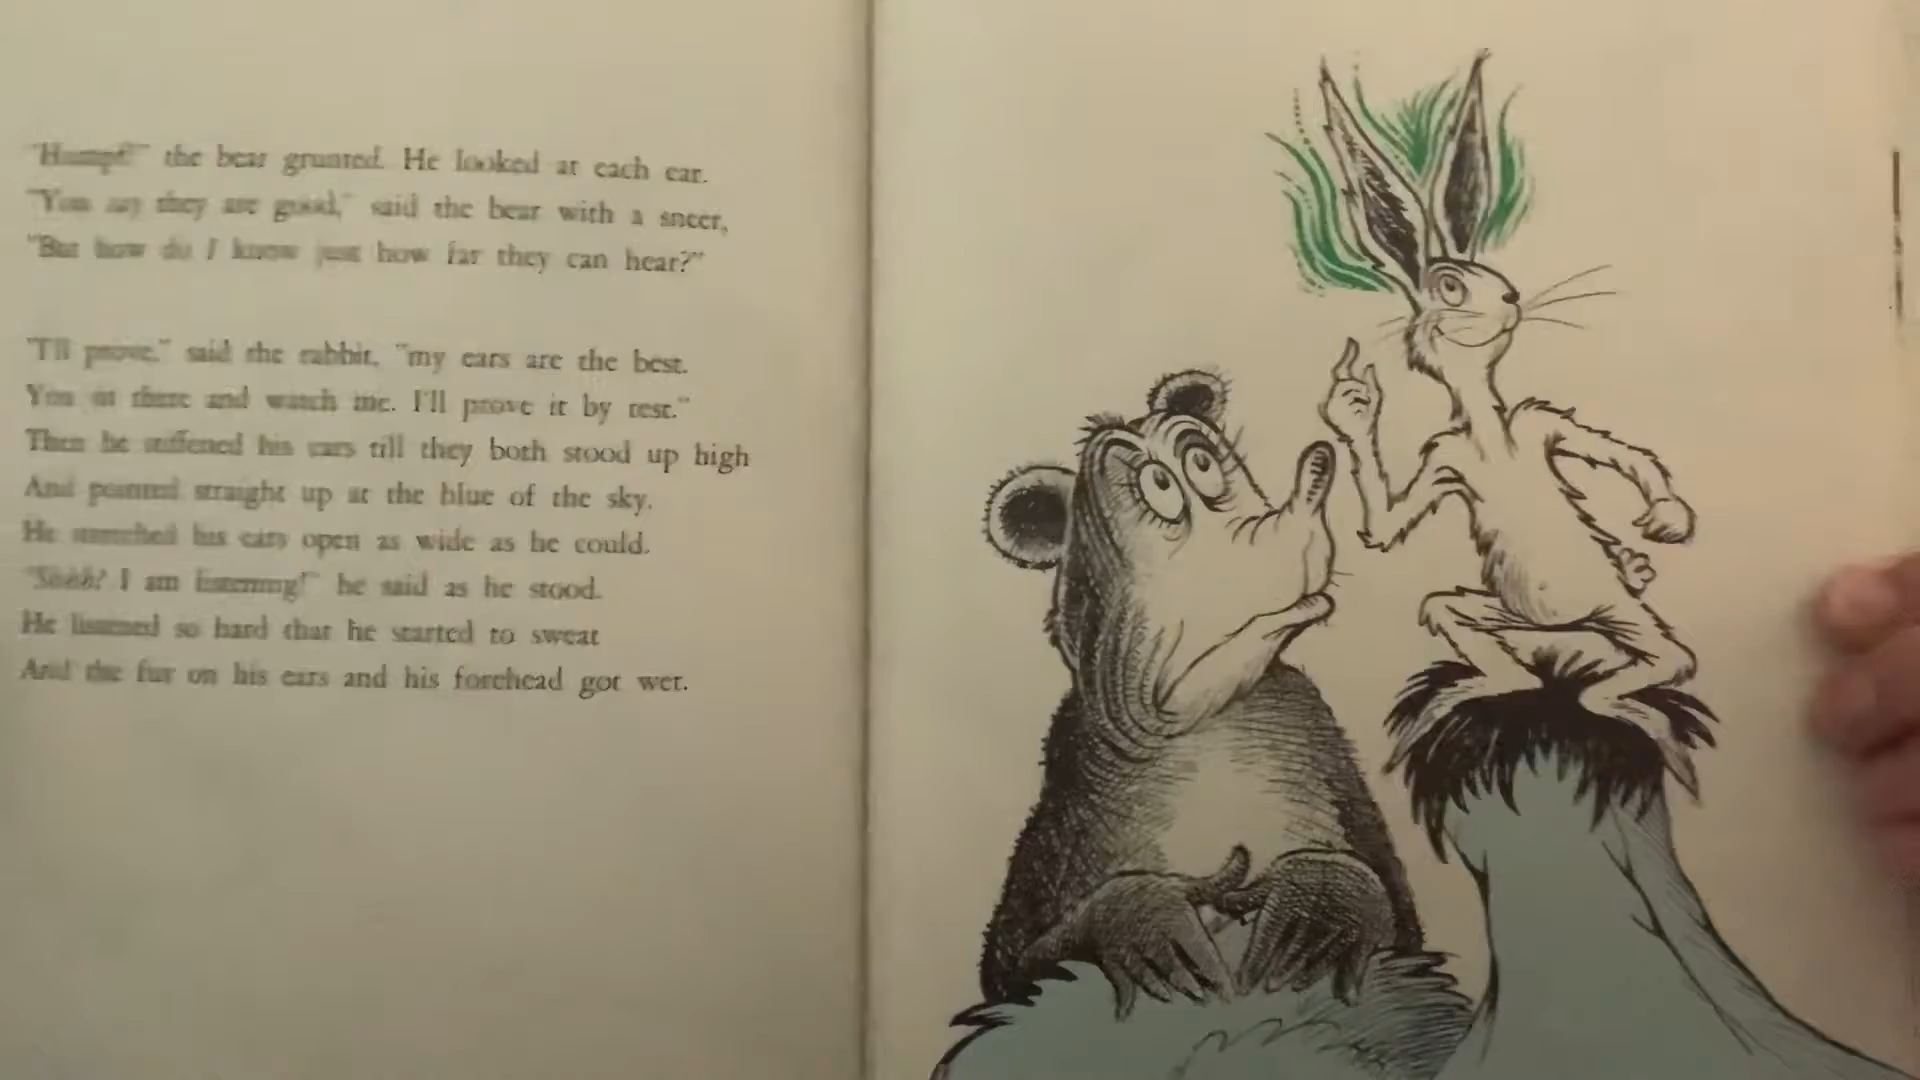 "Humpf!" the bear grunted. He looked at each ear.
"You say they are good," said the bear with a sneer,
"But how do I know just how far they can hear?"
"I'll prove," said the rabbit, "my ears are the best.
You sit there and watch me. I'll prove it by test."
Then he stiffened his ears till they both stood up high
And pointed straight up at the blue of the sky.
He stretched his ears open as wide as he could.
"Shhh! I am listening!" he said as he stood.
He listened so hard that he started to sweat
And the fur on his ears and his forehead got wet.